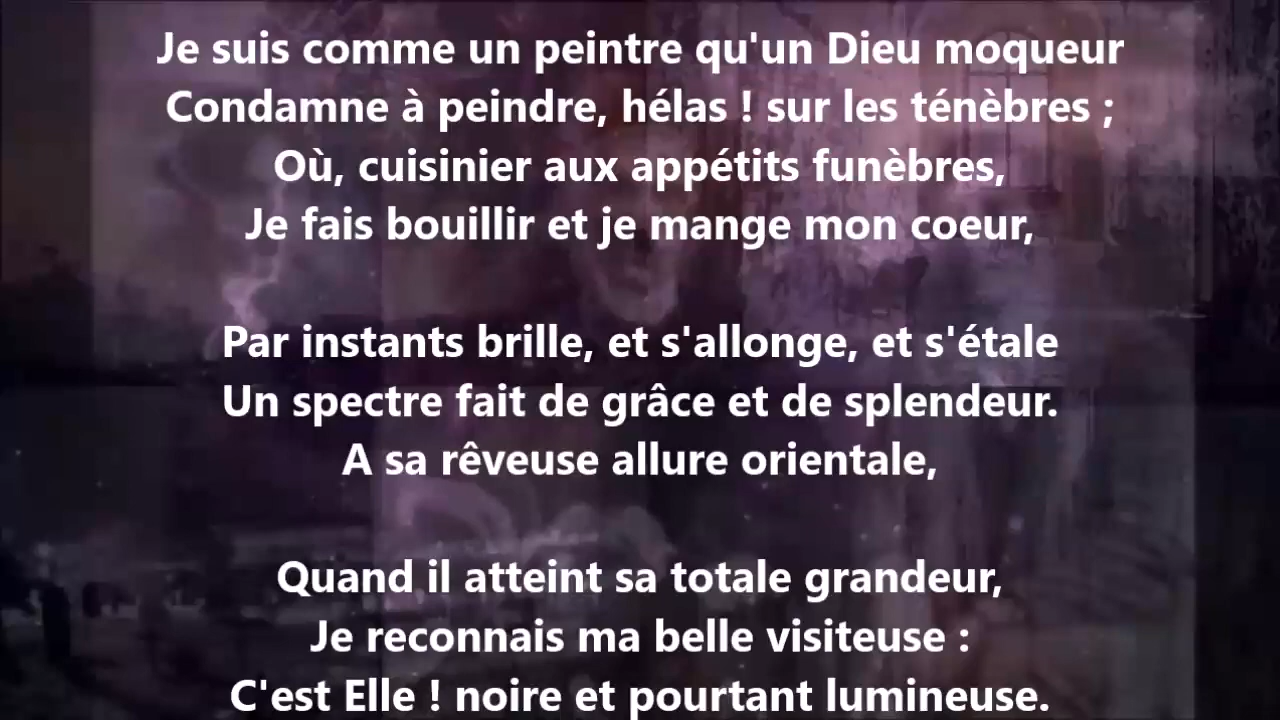 Je suis comme un peintre qu'un Dieu moqueur
Condamne à peindre, hélas ! sur les ténèbres ;
Où, cuisinier aux appétits funèbres,
Je fais bouillir et je mange mon coeur,
Par instants brille, et s'allonge, et s'étale
Un spectre fait de grâce et de splendeur.
A sa rêveuse allure orientale,
Quand il atteint sa totale grandeur,
Je reconnais ma belle visiteuse :
C'est Elle ! noire et pourtant lumineuse.